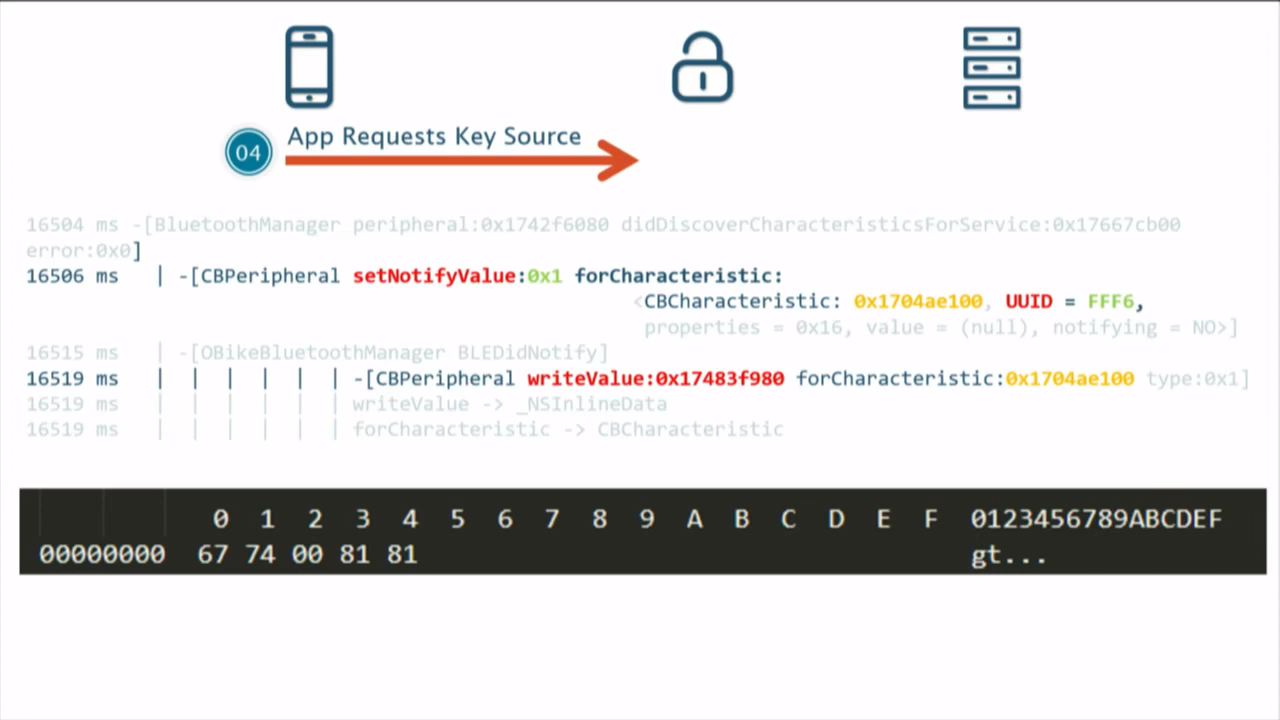 04 App Requests Key Source
16504 ms -[BluetoothManager peripheral:0x1742f6080 didDiscoverCharacteristicsForService:0x17667cb00
error:0x0]
16506 ms | -[CBPeripheral setNotifyValue:0x1 forCharacteristic:
<CBCharacteristic: 0x1704ae100, UUID = FFF6,
properties = 0x16, value = (null), notifying = NO>]
16515 ms | -[OBikeBluetoothManager BLEDidNotify]
16519 ms | | | | | | -[CBPeripheral writeValue:0x17483f980 forCharacteristic:0x1704ae100 type:0x1]
16519 ms | | | | | | writeValue -> _NSInlineData
16519 ms | | | | | | forCharacteristic -> CBCharacteristic
0 1 2 3 4 5 6 7 8 9 A B C D E F 0123456789ABCDEF
00000000 67 74 00 81 81 gt...